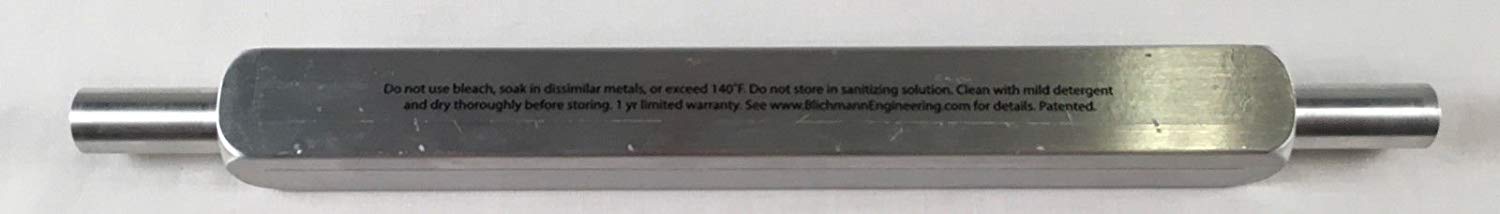 Do not use bleach, soak in dissimilar metals, or exceed 140°F. Do not store in sanitizing solution. Clean with mild detergent
and dry thoroughly before storing. 1 yr limited warranty. See www.BlichmannEngineering.com for details. Patented.